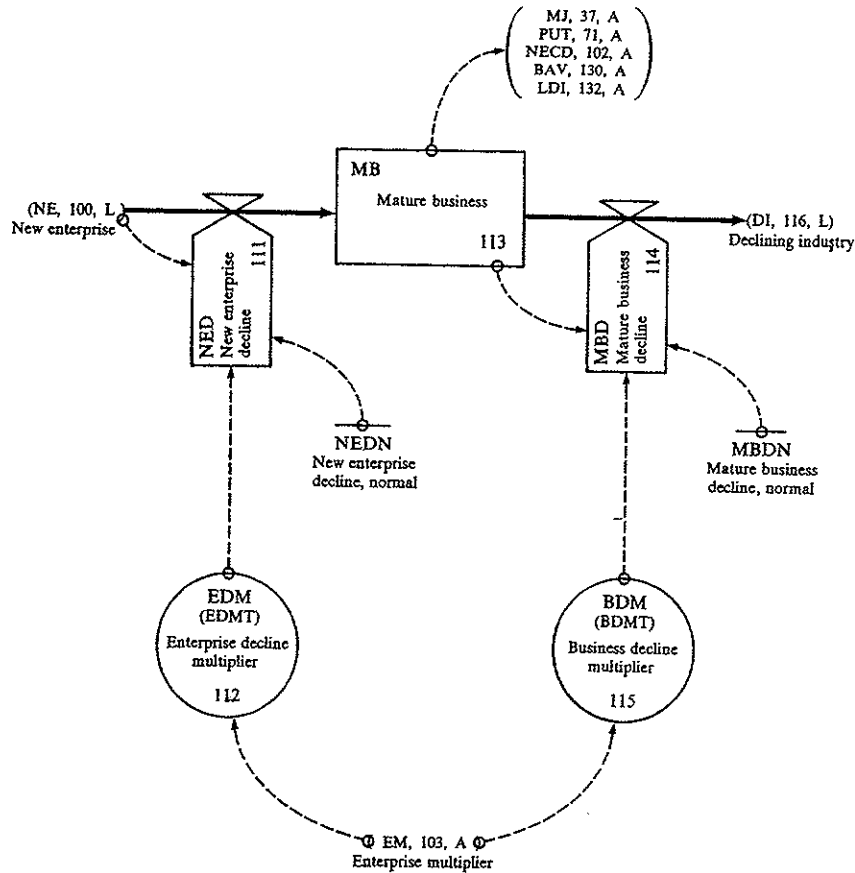 MJ, 37, A
PUT, 71, A
NECD, 102, A
BAV, 130, A
LDI, 132, A
MB
Mature business
113
(NE, 100, L)
New enterprise
(DI, 116, L)
Declining industry
NED
New enterprise
decline
111
MBD
Mature business
decline
114
NEDN
New enterprise
decline, normal
MBDN
Mature business
decline, normal
EDM
(EDMT)
Enterprise decline
multiplier
112
BDM
(BDMT)
Business decline
multiplier
115
EM, 103, A
Enterprise multiplier